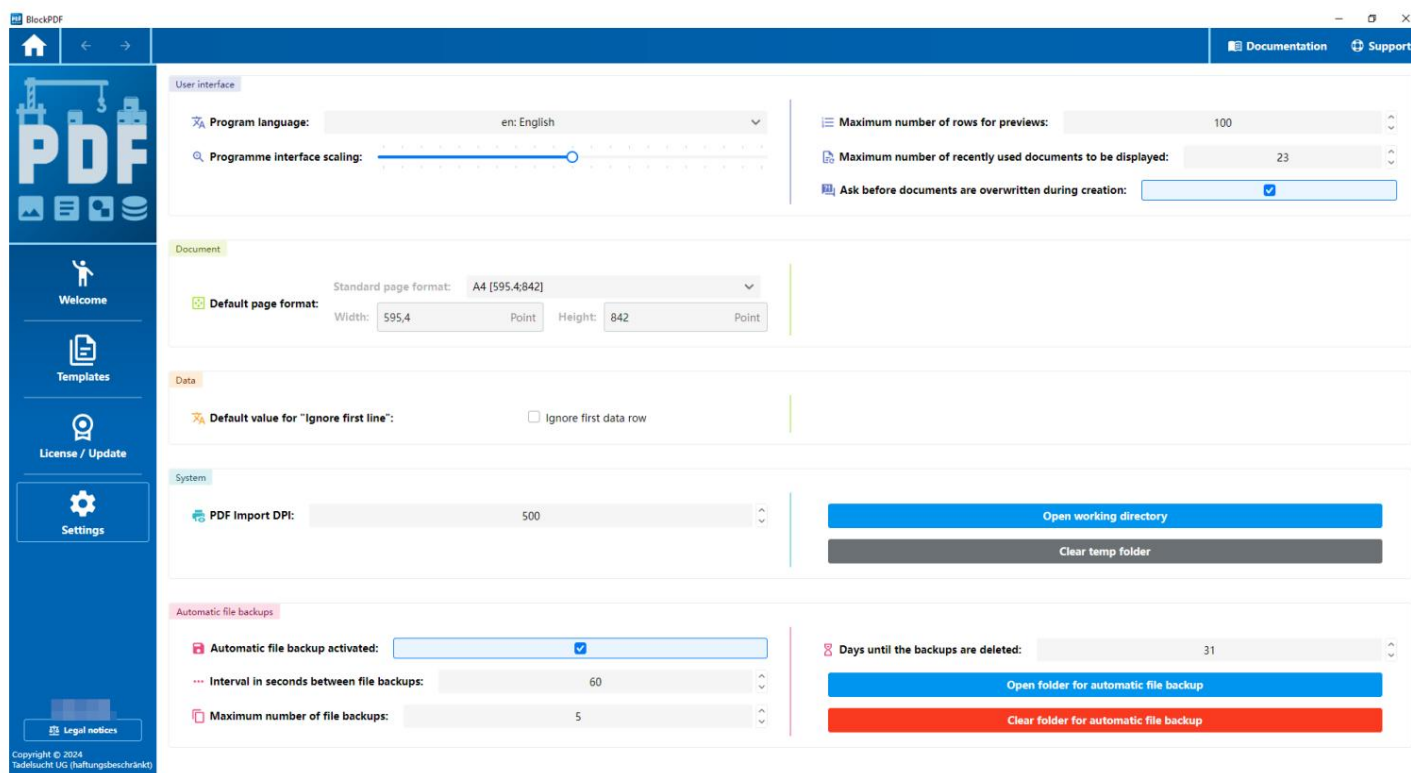 BlockPDF
Documentation
Support
PDF
Welcome
Templates
License / Update
Settings
Legal notices
Copyright © 2024
Tadelsucht UG (haftungsbeschränkt)
User interface
Program language:
en: English
Programme interface scaling:
Maximum number of rows for previews:
100
Maximum number of recently used documents to be displayed:
23
Ask before documents are overwritten during creation:
Document
Default page format:
Standard page format:
A4 [595.4;842]
Width:
595,4
Point
Height:
842
Point
Data
Default value for "Ignore first line":
Ignore first data row
System
PDF Import DPI:
500
Open working directory
Clear temp folder
Automatic file backups
Automatic file backup activated:
Interval in seconds between file backups:
60
Maximum number of file backups:
5
Days until the backups are deleted:
31
Open folder for automatic file backup
Clear folder for automatic file backup